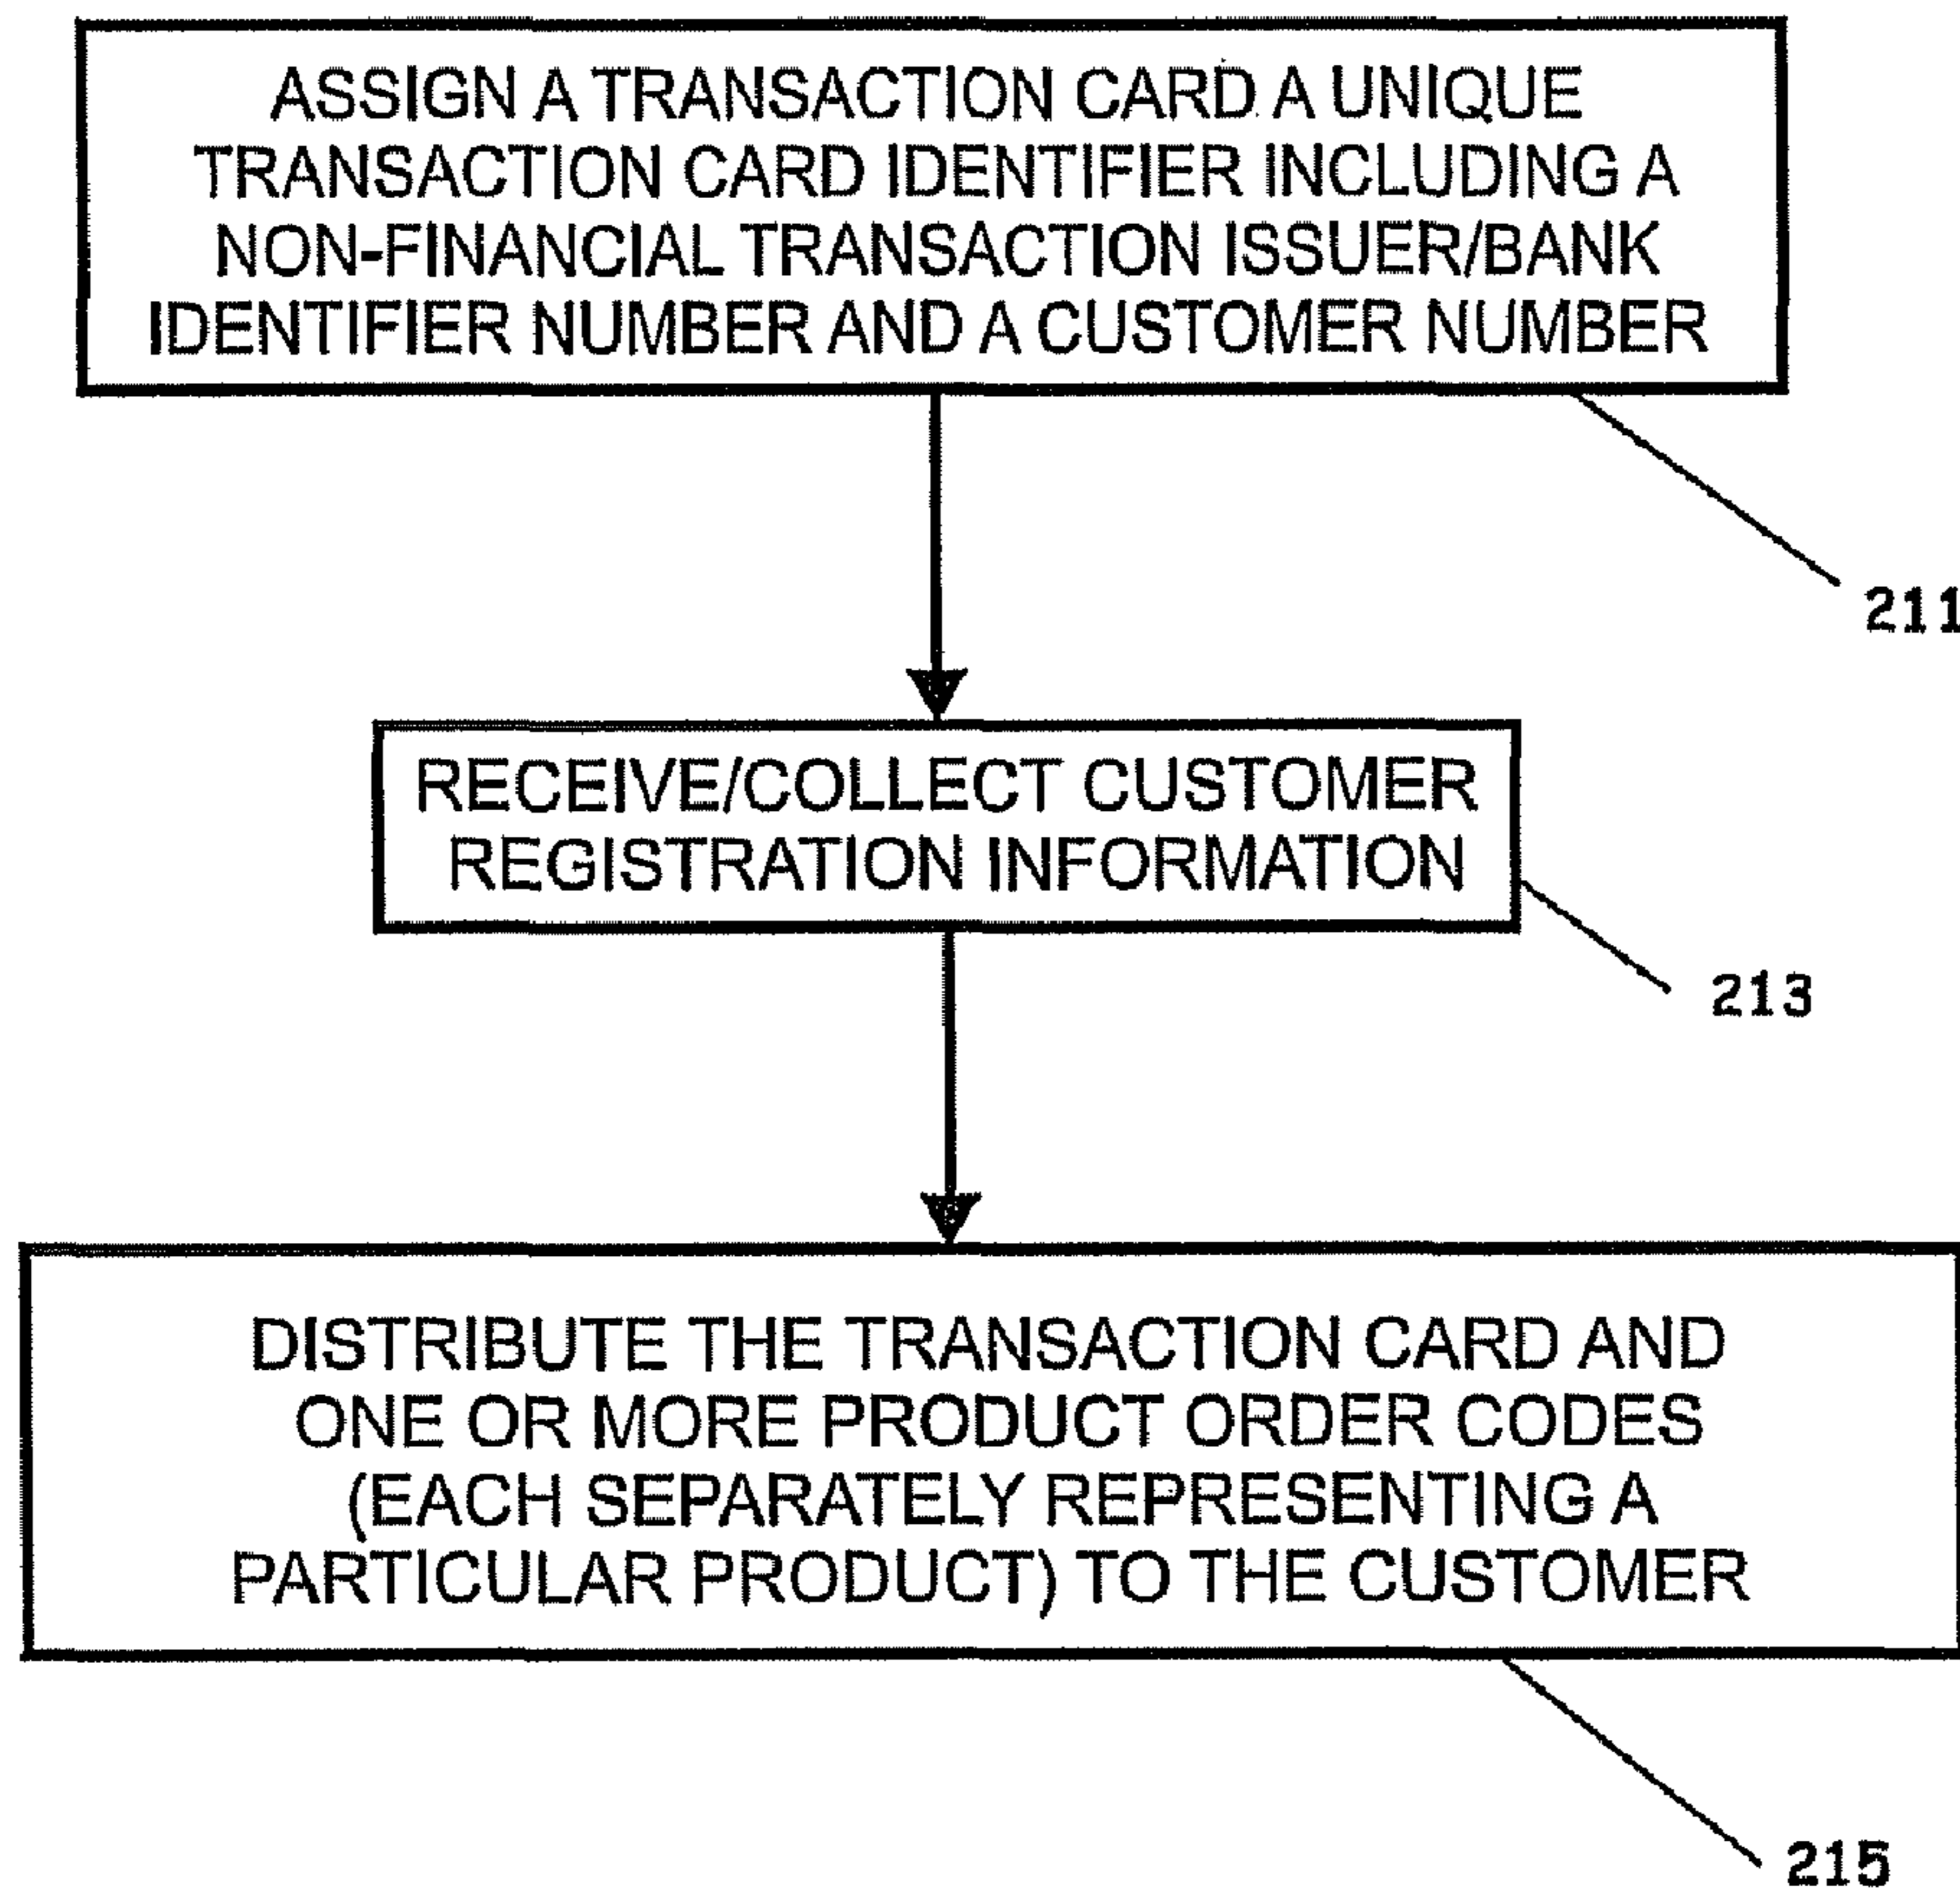 ASSIGN A TRANSACTION CARD A UNIQUE
TRANSACTION CARD IDENTIFIER INCLUDING A
NON-FINANCIAL TRANSACTION ISSUER/BANK
IDENTIFIER NUMBER AND A CUSTOMER NUMBER
211
RECEIVE/COLLECT CUSTOMER
REGISTRATION INFORMATION
213
DISTRIBUTE THE TRANSACTION CARD AND
ONE OR MORE PRODUCT ORDER CODES
(EACH SEPARATELY REPRESENTING A
PARTICULAR PRODUCT) TO THE CUSTOMER
215